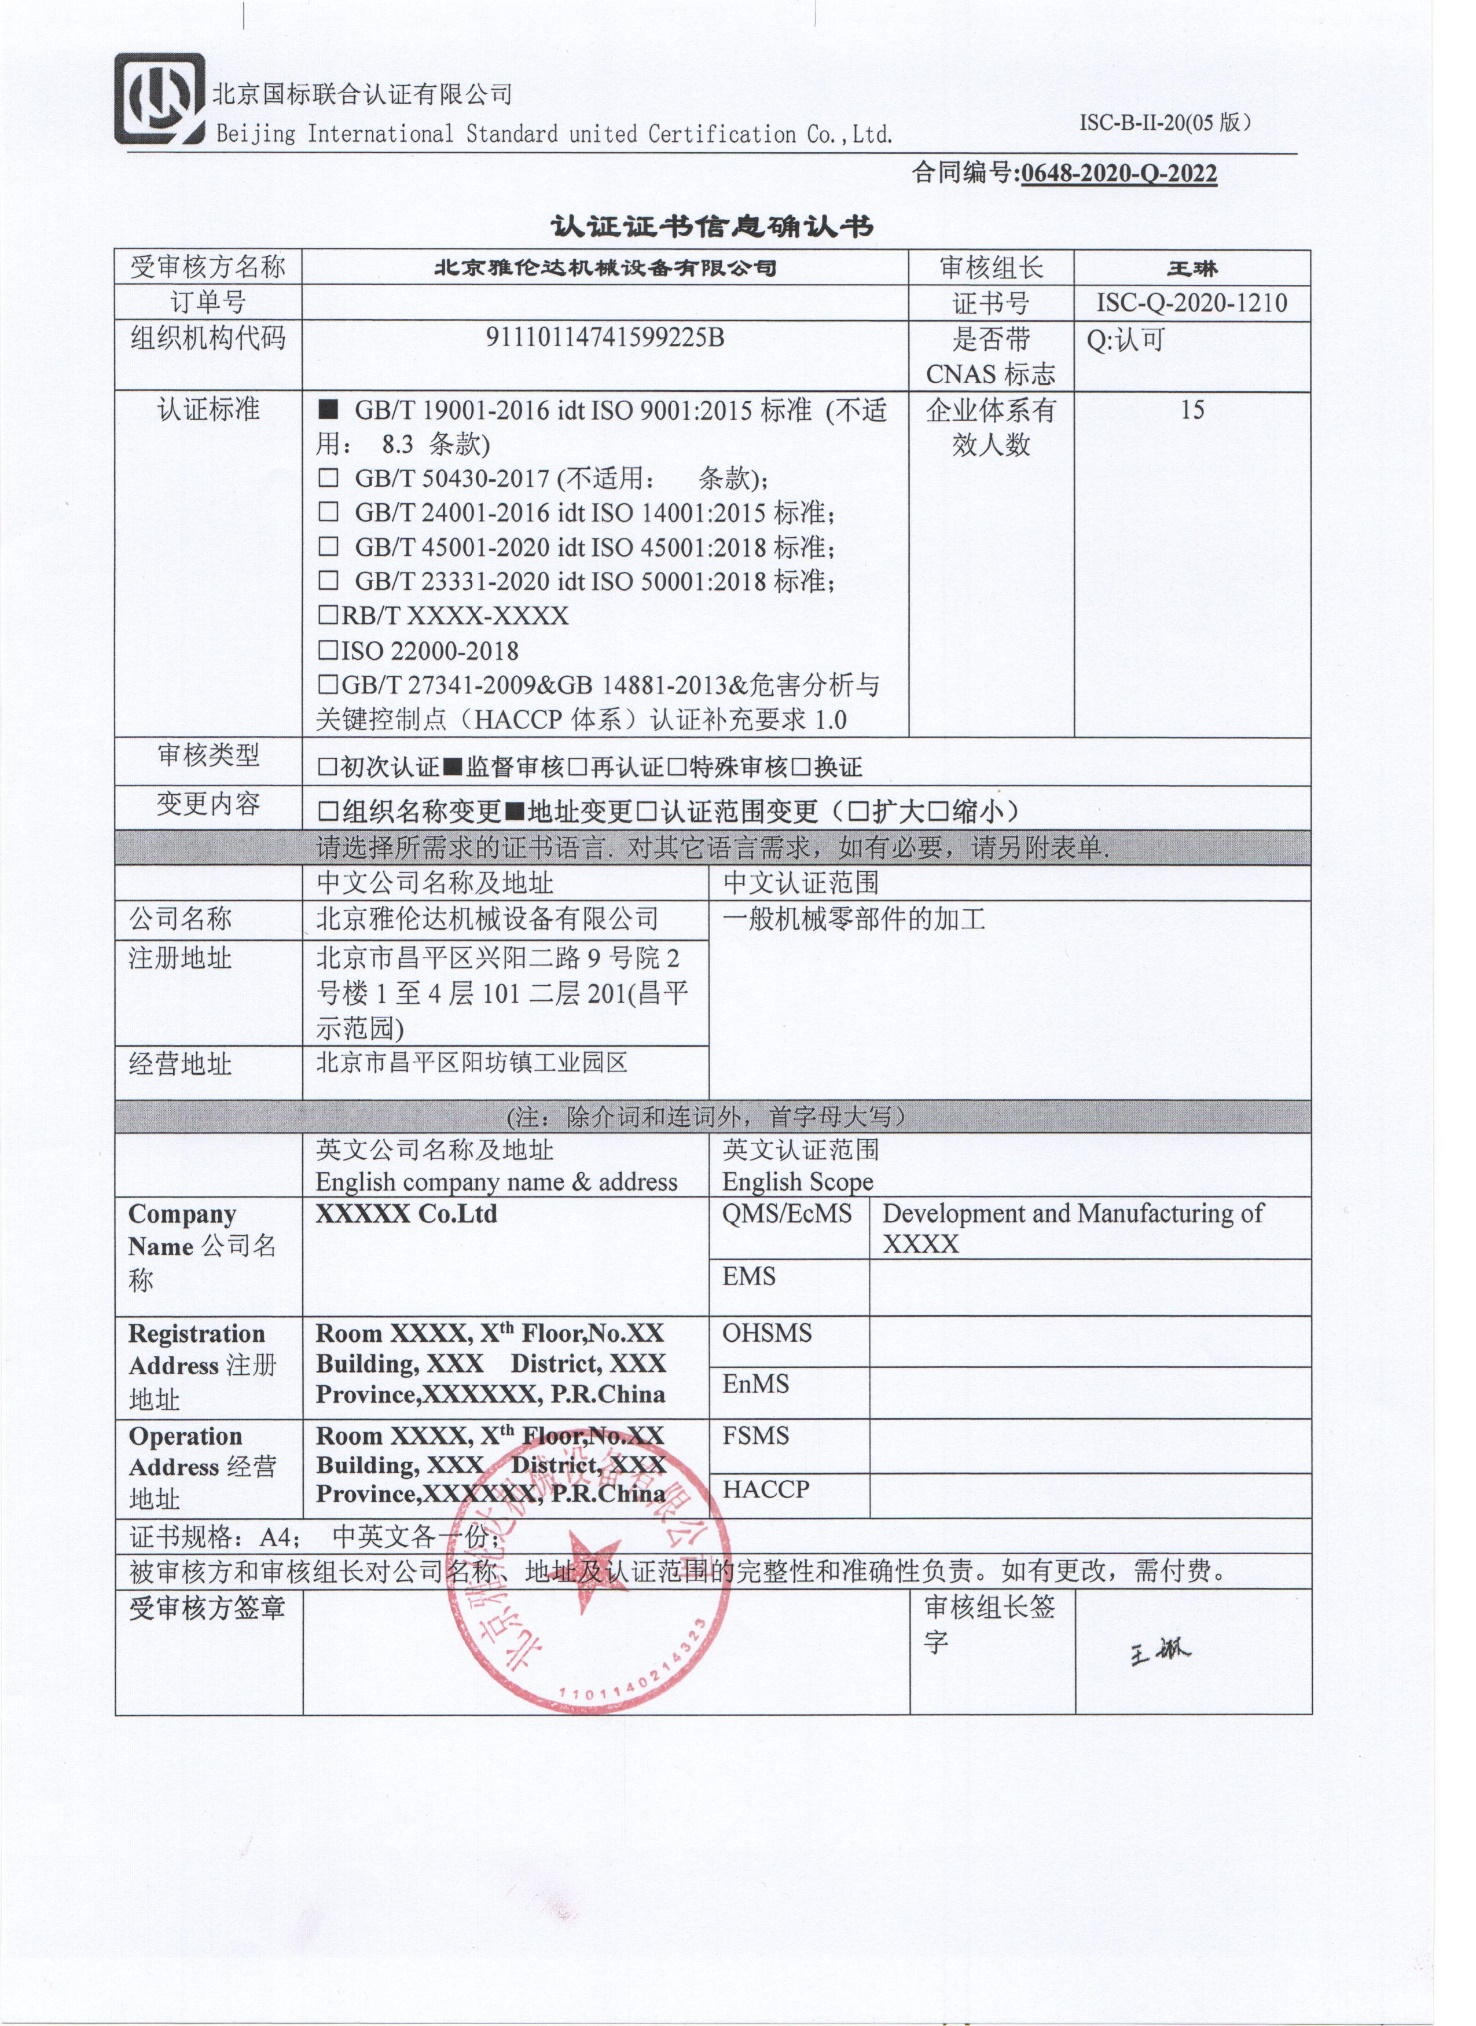 北京国标联合认证有限公司
Beijing International Standard united Certification Co.,Ltd.
ISC-B-II-20(05 版)
合同编号:0648-2020-Q-2022
认证证书信息确认书
受审核方名称 北京雅伦达机械设备有限公司 审核组长 王琳
订单号 证书号 ISC-Q-2020-1210
组织机构代码 91110114741599225B 是否带 Q:认可
CNAS 标志
认证标准 ■ GB/T 19001-2016 idt ISO 9001:2015 标准 (不适 企业体系有 15
用： 8.3 条款) 效人数
□ GB/T 50430-2017 (不适用： 条款);
□ GB/T 24001-2016 idt ISO 14001:2015 标准；
□ GB/T 45001-2020 idt ISO 45001:2018 标准；
□ GB/T 23331-2020 idt ISO 50001:2018 标准；
□RB/T XXXX-XXXX
□ISO 22000-2018
□GB/T 27341-2009&GB 14881-2013&危害分析与
关键控制点（HACCP 体系）认证补充要求 1.0
审核类型 □初次认证■监督审核□再认证□特殊审核□换证
变更内容 □组织名称变更■地址变更□认证范围变更（□扩大□缩小）
请选择所需求的证书语言. 对其它语言需求，如有必要，请另附表单.
中文公司名称及地址 中文认证范围
公司名称 北京雅伦达机械设备有限公司 一般机械零部件的加工
注册地址 北京市昌平区兴阳二路 9 号院 2
号楼 1 至 4 层 101 二层 201(昌平
示范园)
经营地址 北京市昌平区阳坊镇工业园区
(注：除介词和连词外，首字母大写）
英文公司名称及地址 英文认证范围
English company name & address English Scope
Company XXXXX Co.Ltd QMS/EcMS Development and Manufacturing of
Name 公司名 XXXX
称 EMS
Registration Room XXXX, Xth Floor,No.XX OHSMS
Address 注册 Building, XXX District, XXX
地址 Province,XXXXXX, P.R.China EnMS
Operation Room XXXX, Xth Floor,No.XX FSMS
Address 经营 Building, XXX District, XXX
地址 Province,XXXXXX, P.R.China HACCP
证书规格：A4； 中英文各一份；
被审核方和审核组长对公司名称、地址及认证范围的完整性和准确性负责。如有更改，需付费。
受审核方签章 审核组长签
字
王琳
北京雅伦达机械设备有限公司
1101140214323